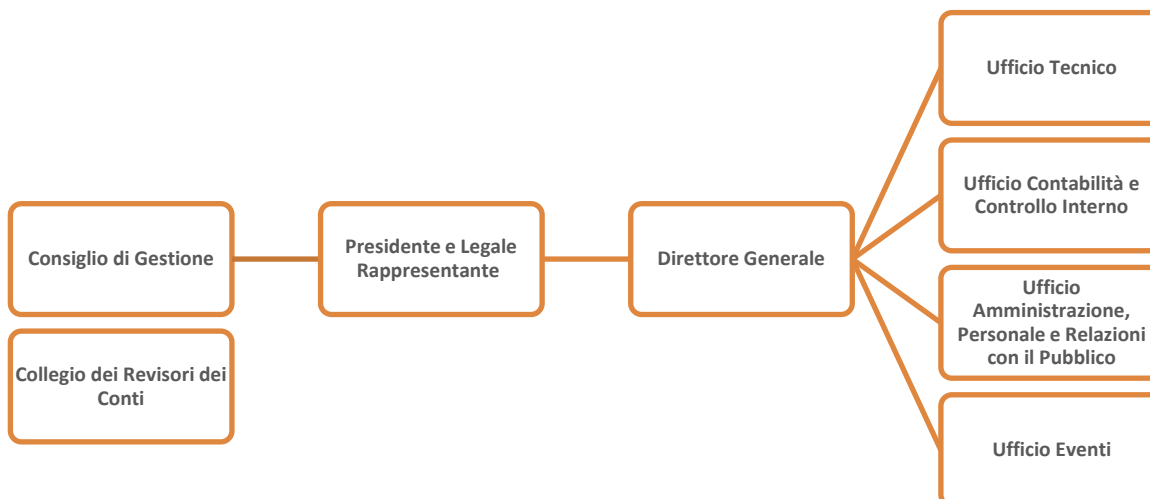 Consiglio di Gestione
Collegio dei Revisori dei
Conti
Presidente e Legale
Rappresentante
Direttore Generale
Ufficio Tecnico
Ufficio Contabilità e
Controllo Interno
Ufficio
Amministrazione,
Personale e Relazioni
con il Pubblico
Ufficio Eventi